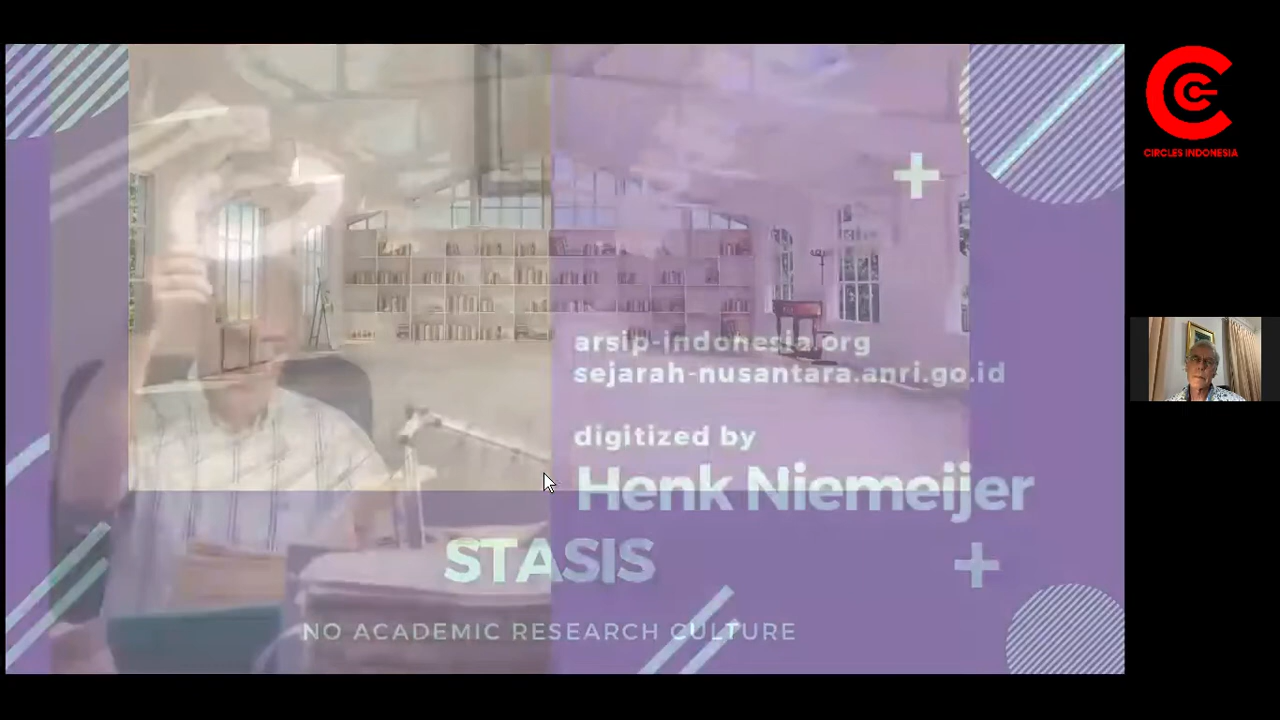 CIRCLES INDONESIA
arsip-indonesia.org
sejarah-nusantara.anri.go.id
digitized by
Henk Niemeijer
STASIS
NO ACADEMIC RESEARCH CULTURE